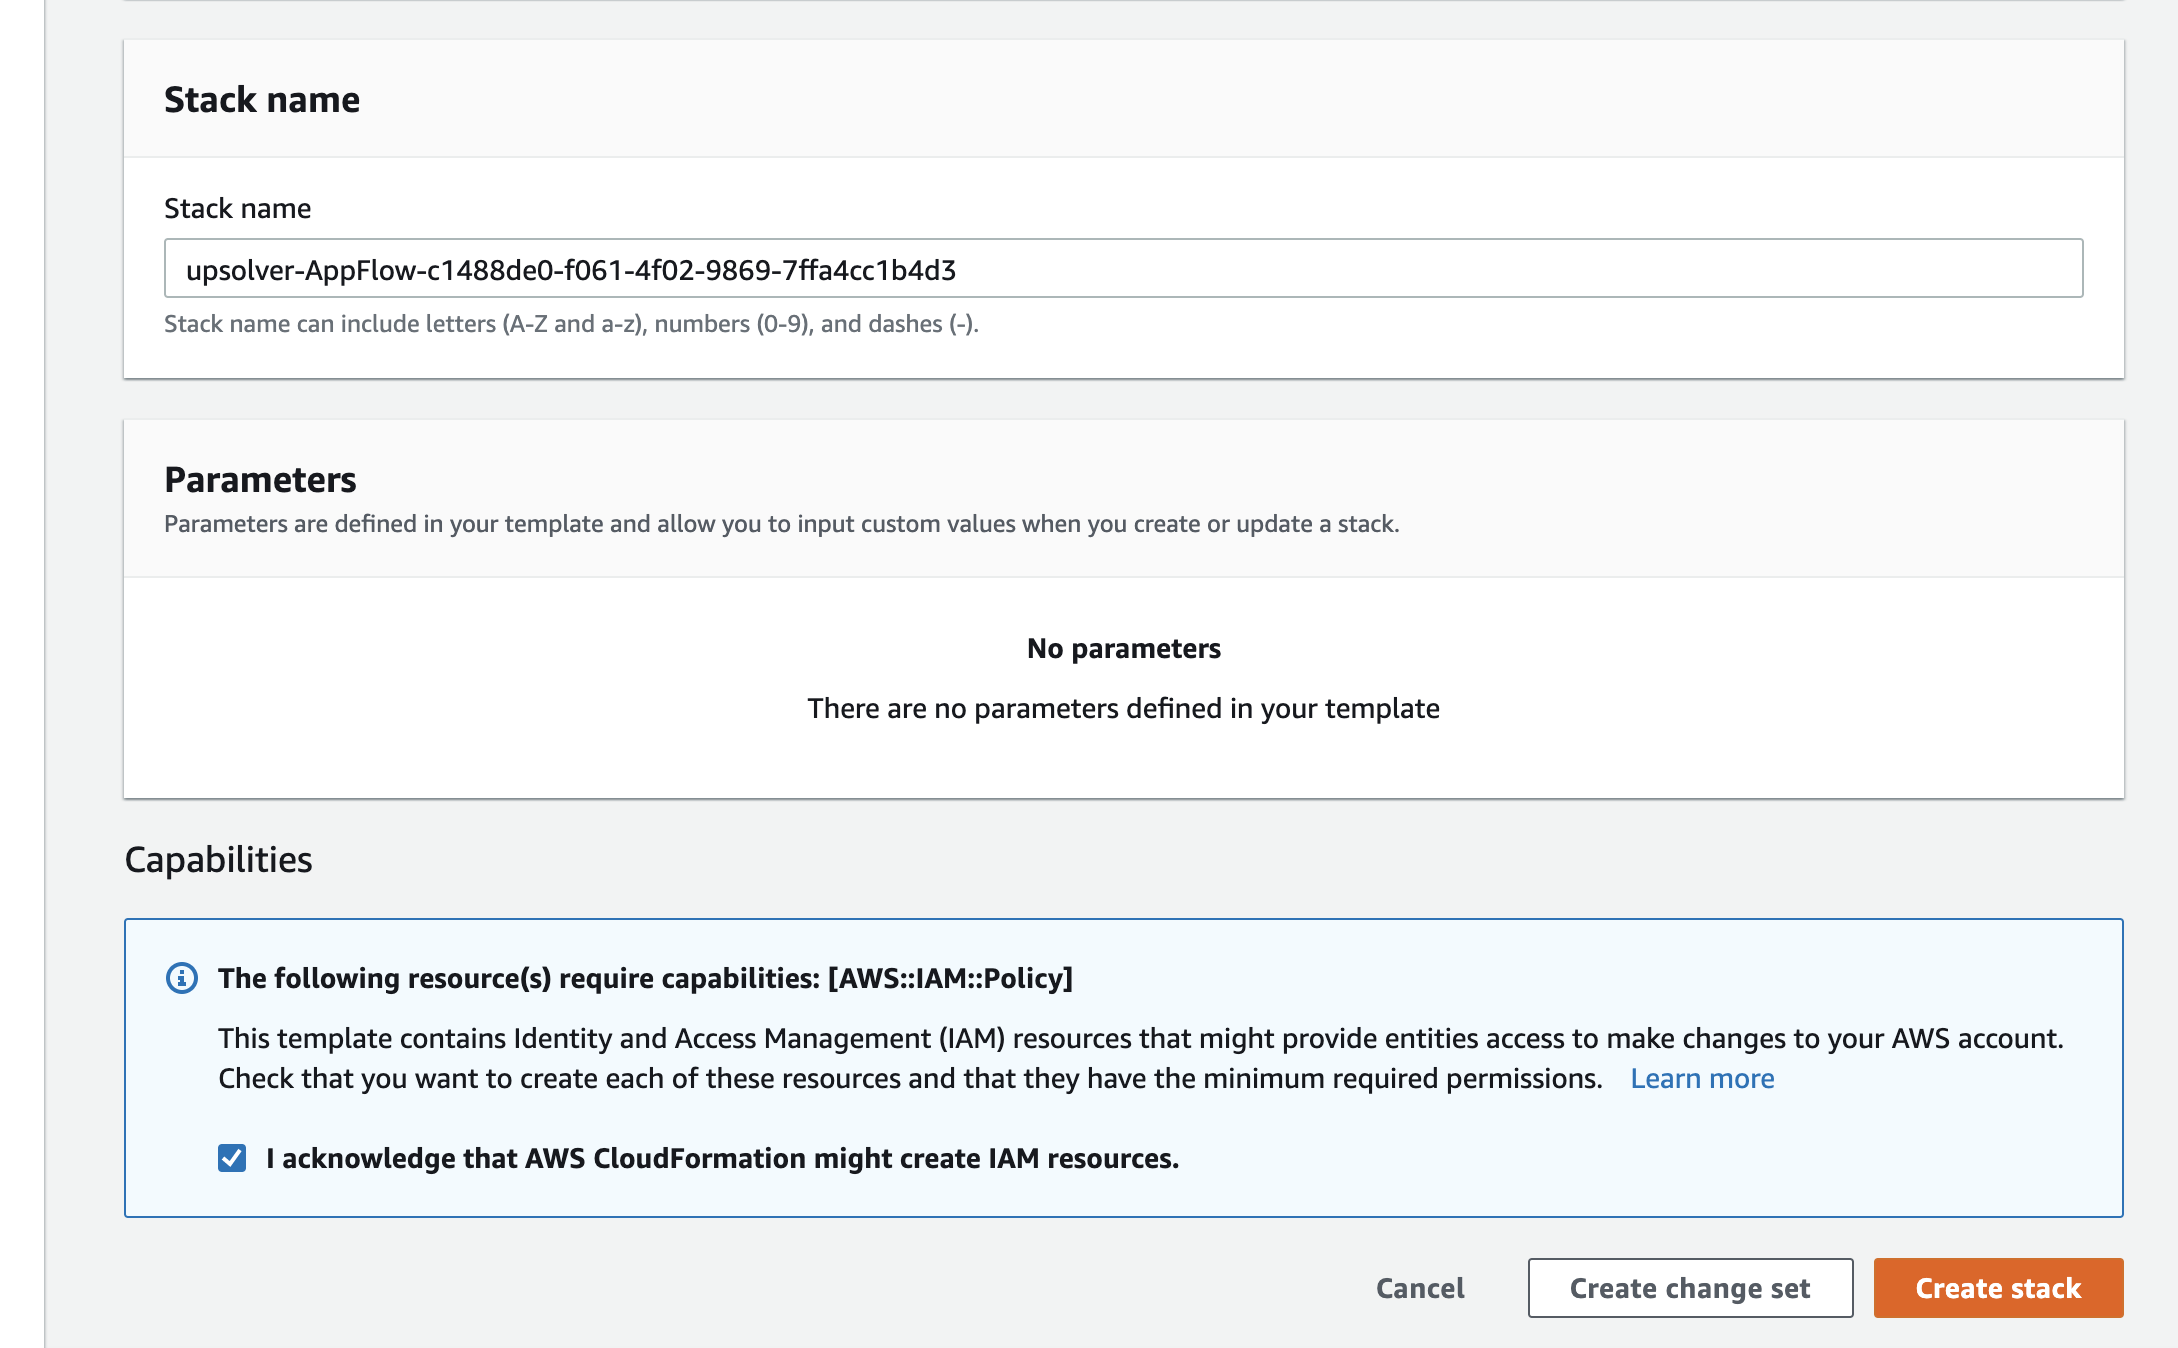 Stack name
Stack name
upsolver-AppFlow-c1488de0-f061-4f02-9869-7ffa4cc1b4d3
Stack name can include letters (A-Z and a-z), numbers (0-9), and dashes (-).
Parameters
Parameters are defined in your template and allow you to input custom values when you create or update a stack.
No parameters
There are no parameters defined in your template
Capabilities
The following resource(s) require capabilities: [AWS::IAM::Policy]
This template contains Identity and Access Management (IAM) resources that might provide entities access to make changes to your AWS account.
Check that you want to create each of these resources and that they have the minimum required permissions. Learn more
I acknowledge that AWS CloudFormation might create IAM resources.
Cancel Create change set Create stack